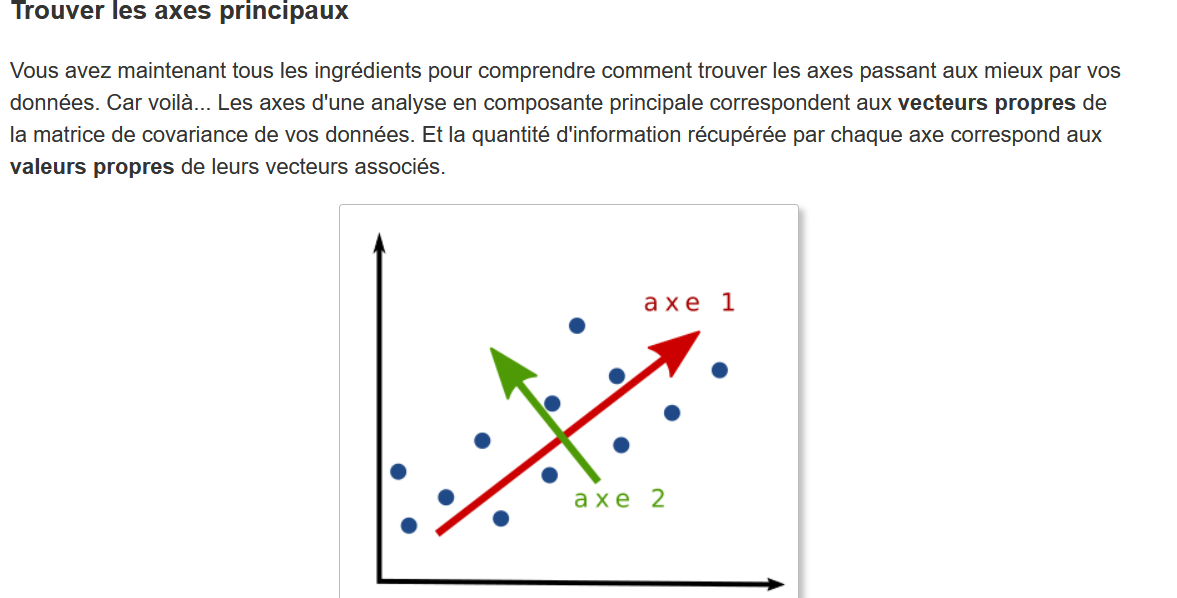 Trouver les axes principaux
Vous avez maintenant tous les ingrédients pour comprendre comment trouver les axes passant aux mieux par vos
données. Car voilà... Les axes d'une analyse en composante principale correspondent aux vecteurs propres de
la matrice de covariance de vos données. Et la quantité d'information récupérée par chaque axe correspond aux
valeurs propres de leurs vecteurs associés.
axe 1
axe 2